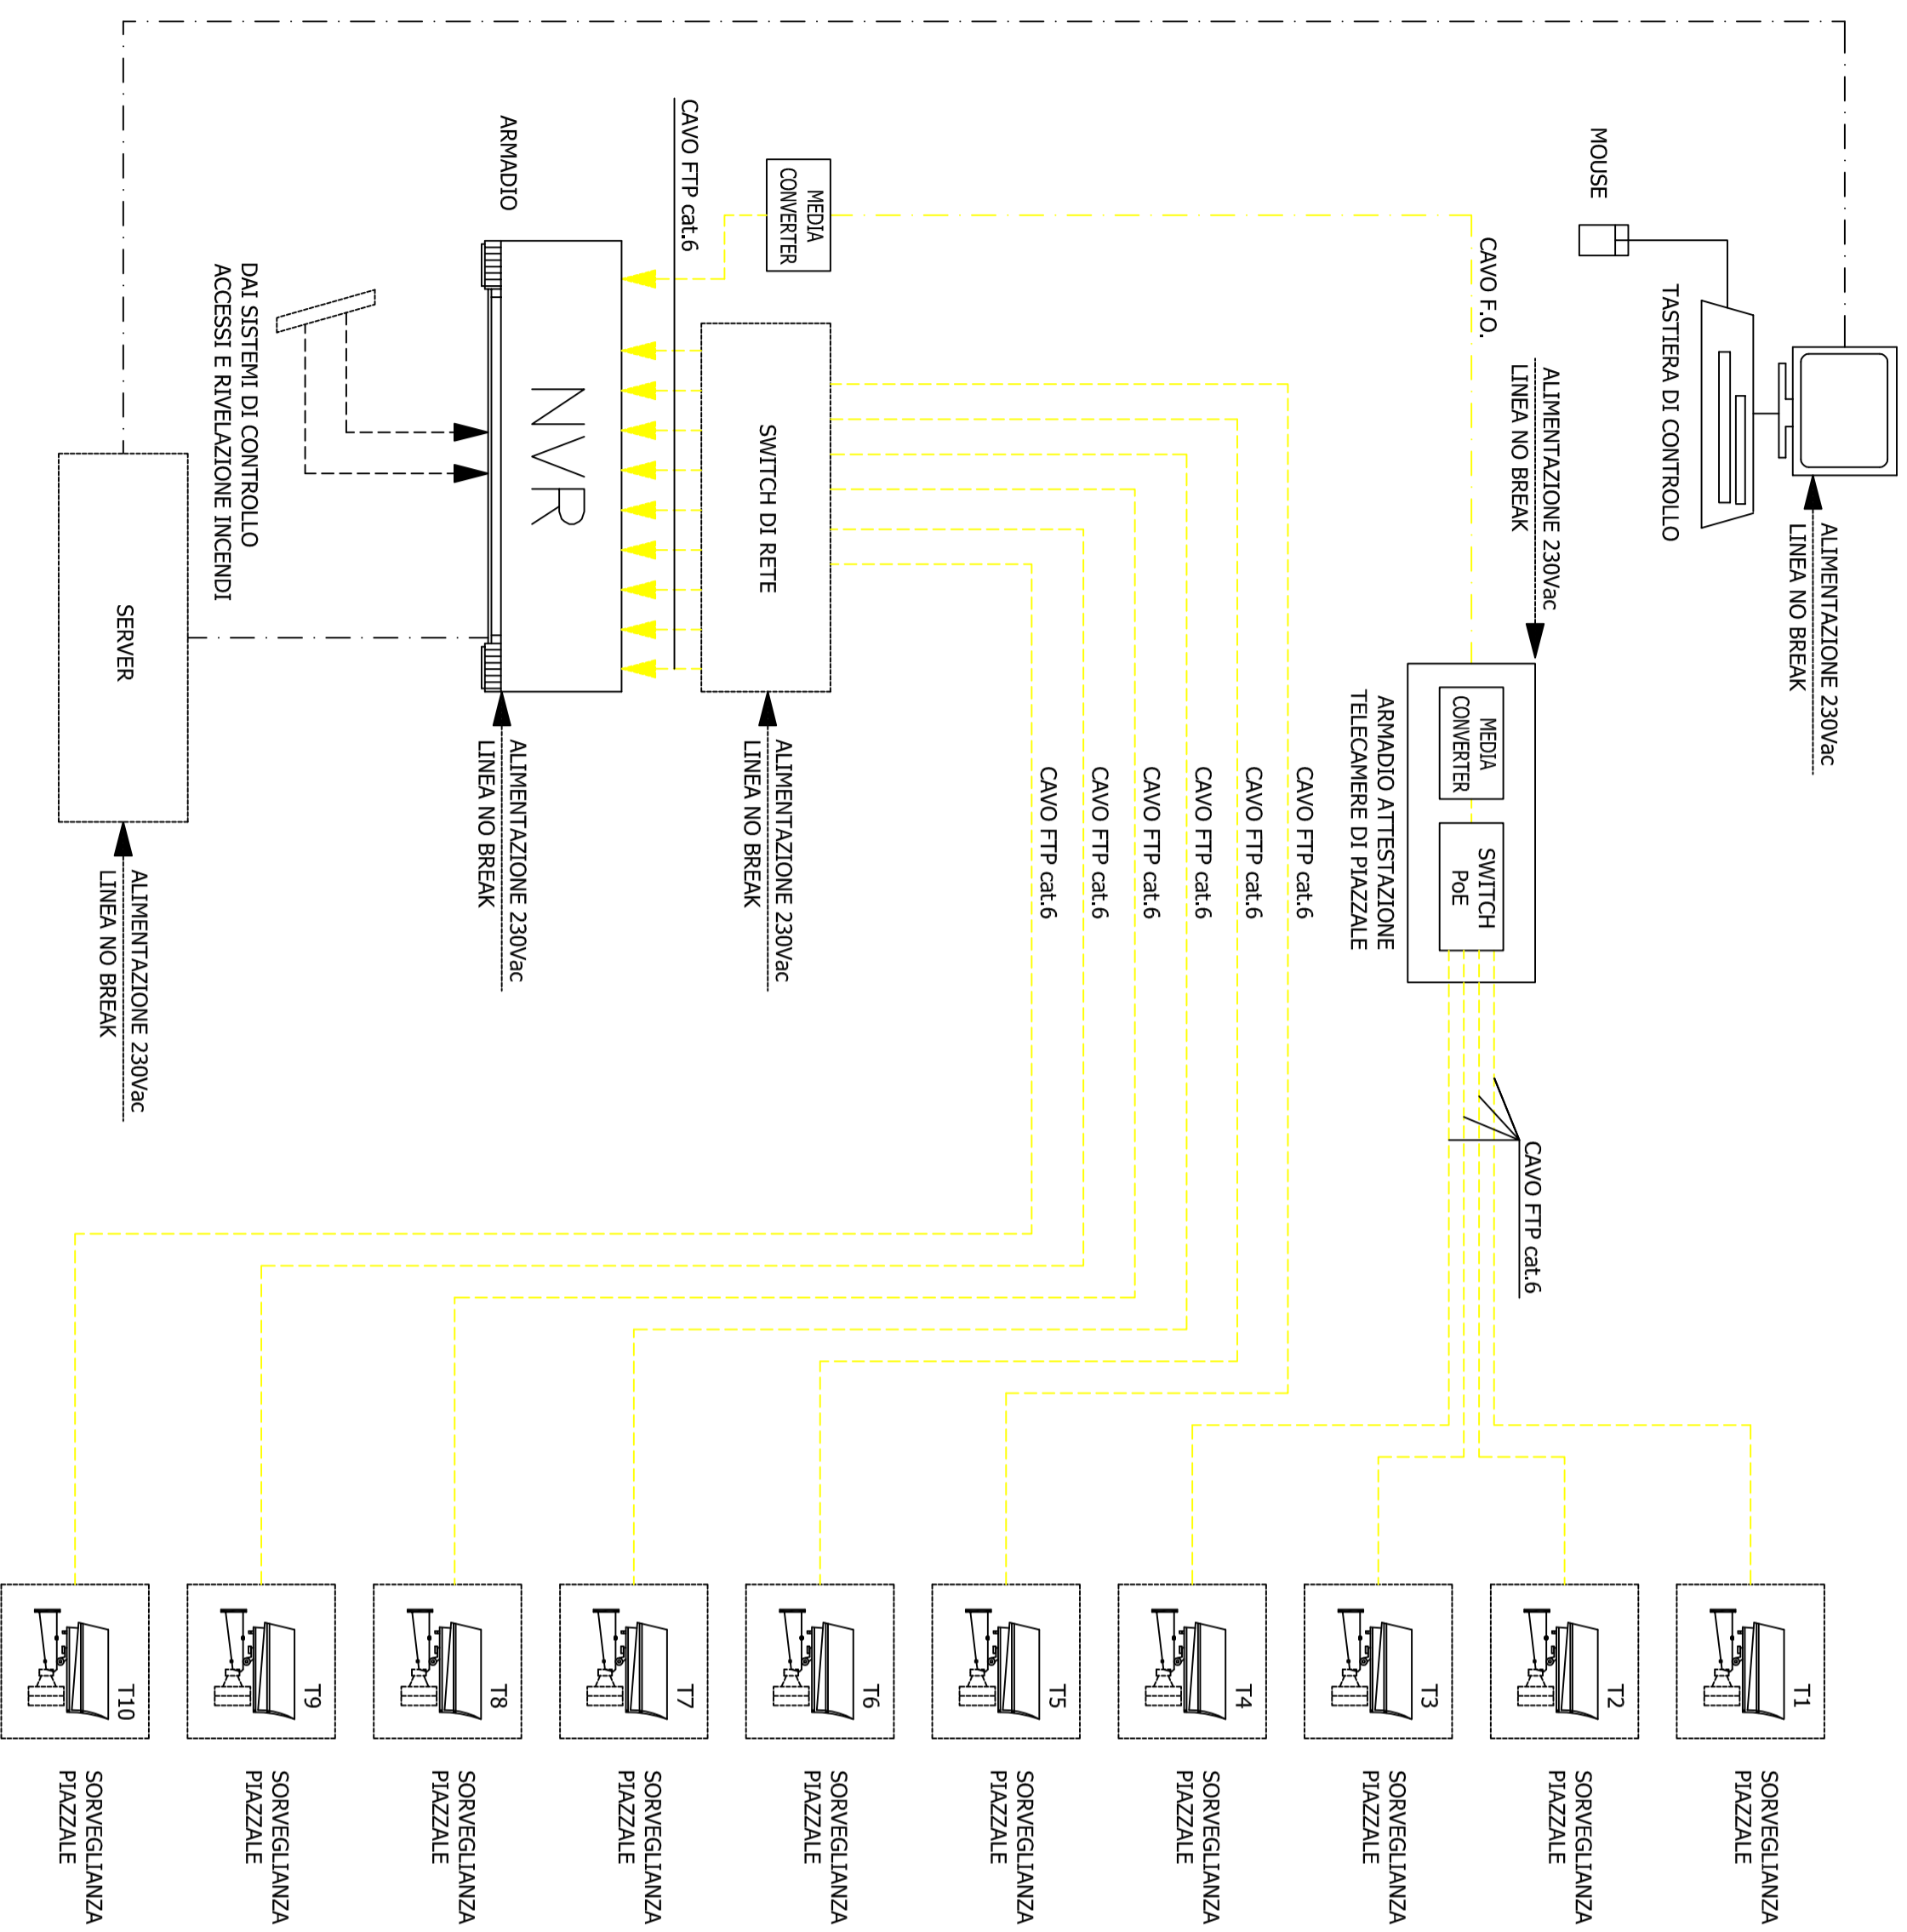 MOUSE
TASTIERA DI CONTROLLO
ALIMENTAZIONE 230Vac
LINEA NO BREAK
CAVO F.O.
ALIMENTAZIONE 230Vac
LINEA NO BREAK
MEDIA
CONVERTER
SWITCH
PoE
ARMADIO ATTESTAZIONE
TELECAMERE DI PIAZZALE
CAVO FTP cat.6
MEDIA
CONVERTER
CAVO FTP cat.6
SWITCH DI RETE
ALIMENTAZIONE 230Vac
LINEA NO BREAK
CAVO FTP cat.6
CAVO FTP cat.6
CAVO FTP cat.6
CAVO FTP cat.6
CAVO FTP cat.6
CAVO FTP cat.6
ARMADIO
NVR
ALIMENTAZIONE 230Vac
LINEA NO BREAK
DAI SISTEMI DI CONTROLLO
ACCESSI E RIVELAZIONE INCENDI
SERVER
ALIMENTAZIONE 230Vac
LINEA NO BREAK
T1
SORVEGLIANZA
PIAZZALE
T2
SORVEGLIANZA
PIAZZALE
T3
SORVEGLIANZA
PIAZZALE
T4
SORVEGLIANZA
PIAZZALE
T5
SORVEGLIANZA
PIAZZALE
T6
SORVEGLIANZA
PIAZZALE
T7
SORVEGLIANZA
PIAZZALE
T8
SORVEGLIANZA
PIAZZALE
T9
SORVEGLIANZA
PIAZZALE
T10
SORVEGLIANZA
PIAZZALE